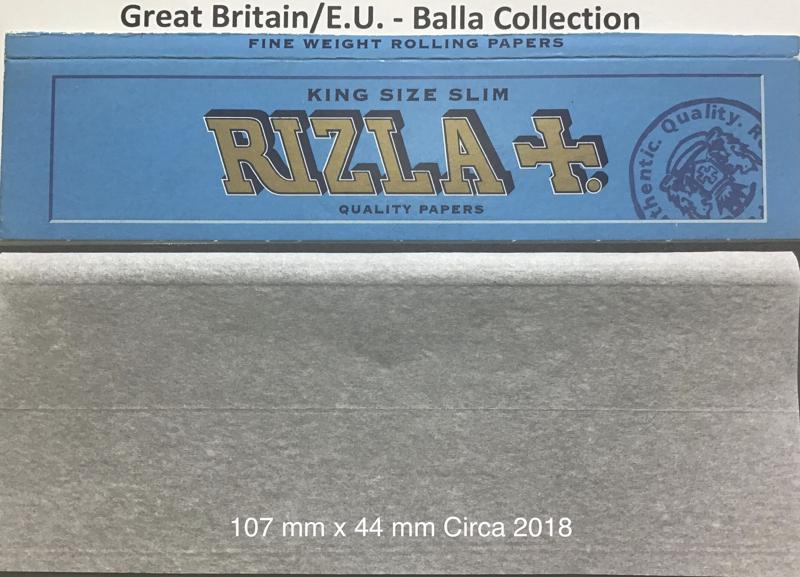 Great Britain/E.U. - Balla Collection
FINE WEIGHT ROLLING PAPERS
KING SIZE SLIM
RIZLA+.
QUALITY PAPERS
Quality.
107 mm x 44 mm Circa 2018